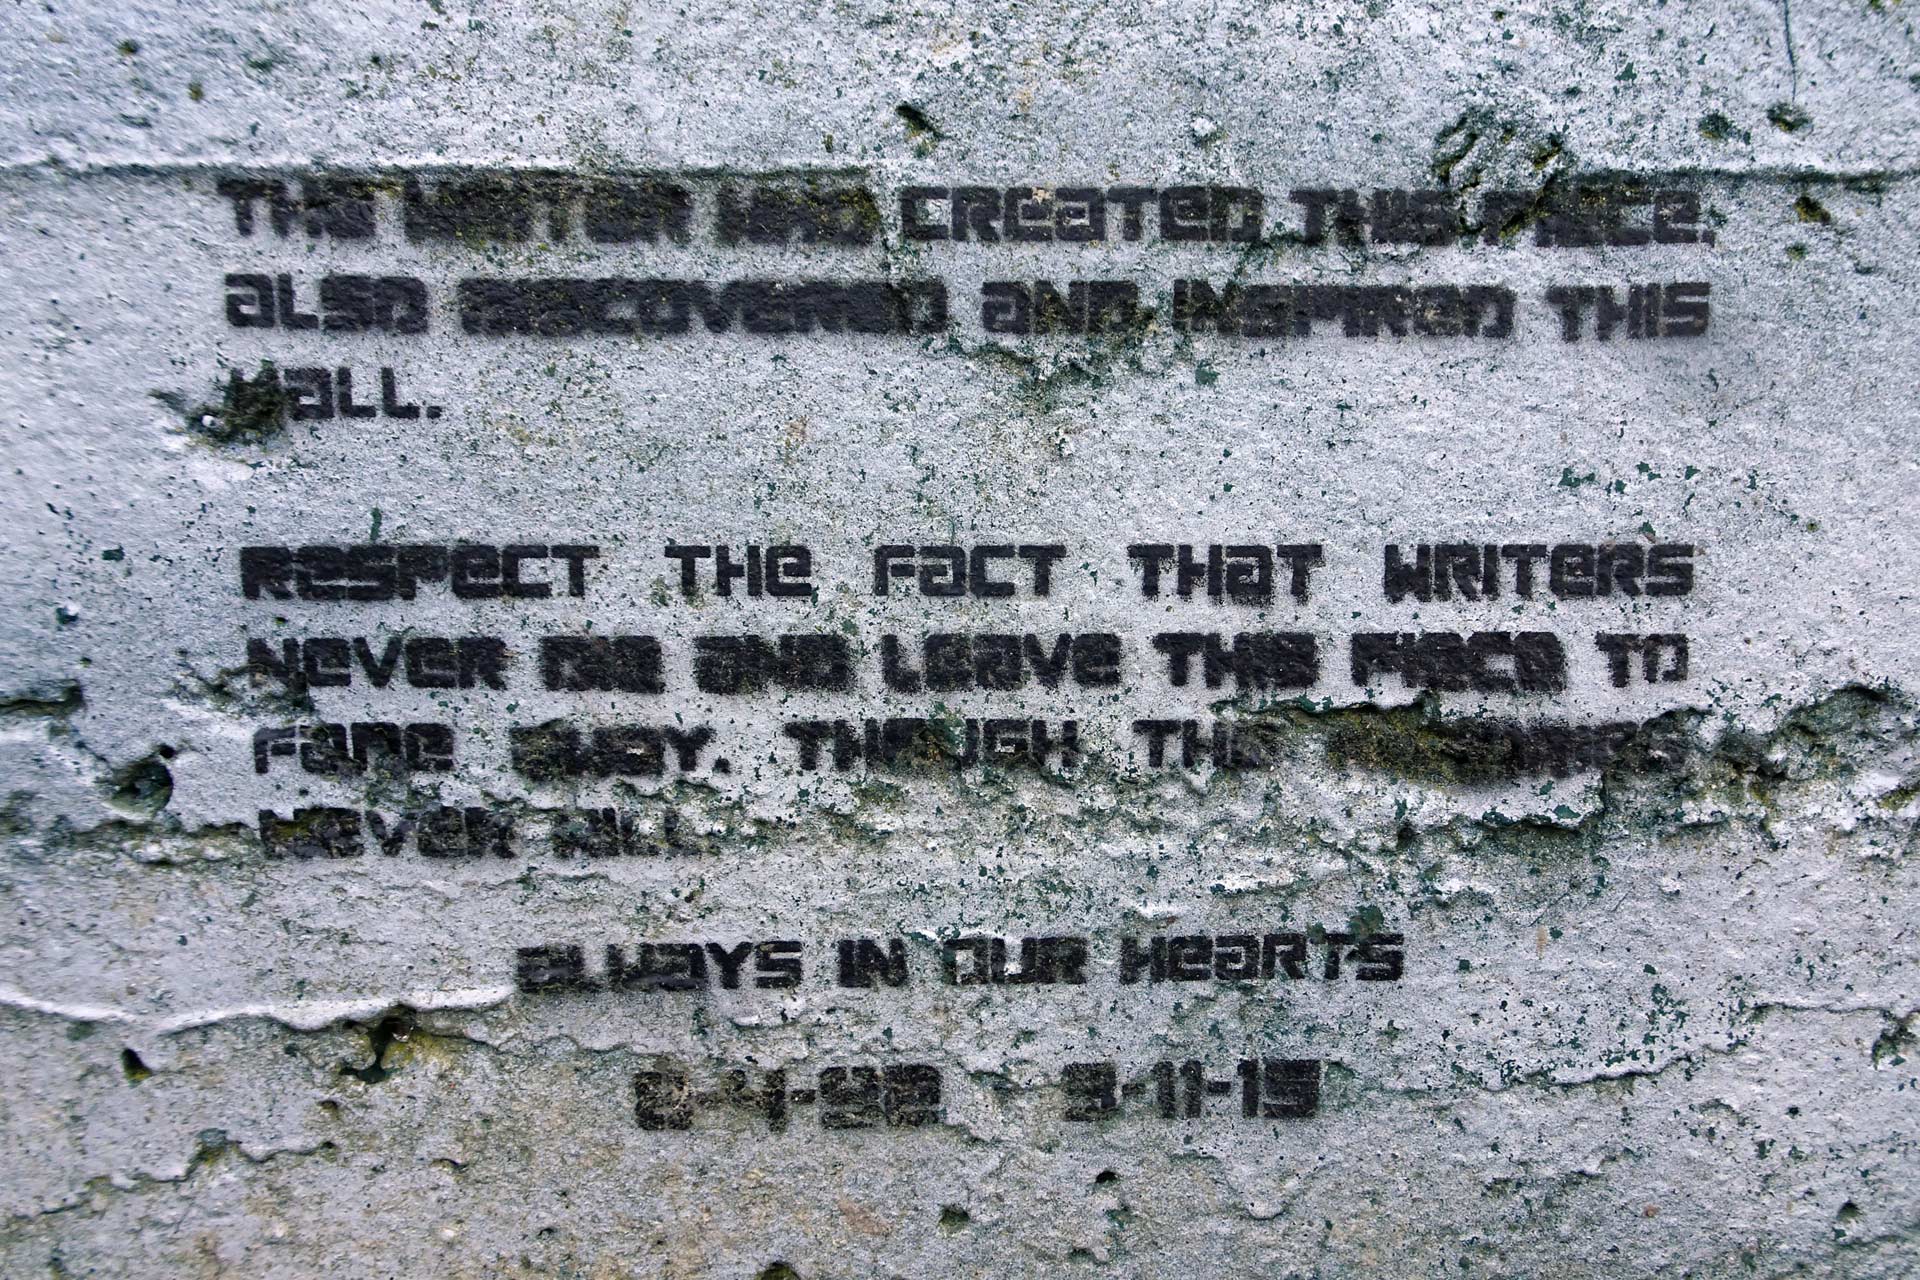 THE WRITER WHO CREATED THIS PIECE,
ALSO DISCOVERED AND INSPIRED THIS
WALL.
RESPECT THE FACT THAT WRITERS
NEVER DIE AND LEAVE THIS PIECE TO
FADE AWAY. THOUGH THE
NEVER WILL
ALWAYS IN OUR HEARTS
3-11-15